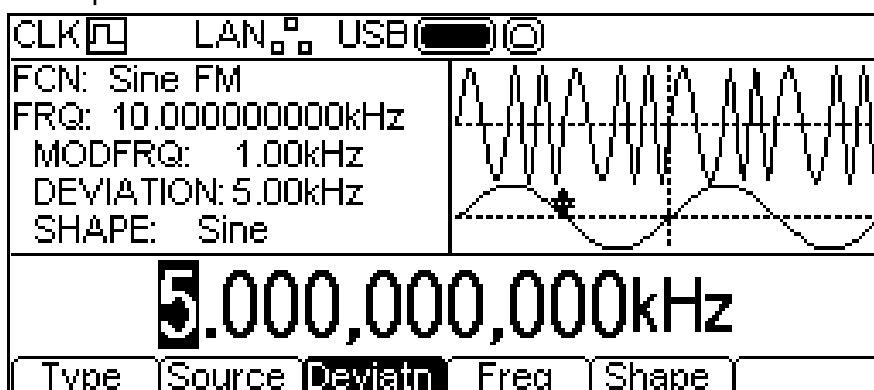 CLK LAN USB
FCN: Sine FM
FRQ: 10.000000000kHz
MODFRQ: 1.00kHz
DEVIATION: 5.00kHz
SHAPE: Sine
5.000,000,000kHz
Type Source Deviatn Freq Shape